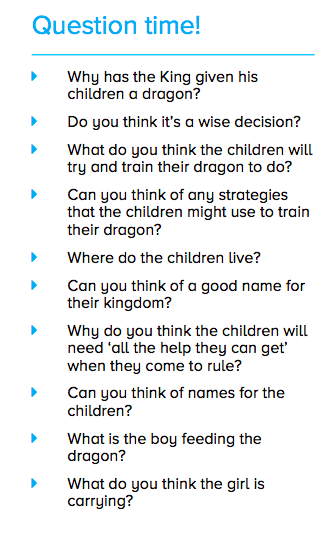 Question time!
Why has the King given his
children a dragon?
Do you think it's a wise decision?
What do you think the children will
try and train their dragon to do?
Can you think of any strategies
that the children might use to train
their dragon?
Where do the children live?
Can you think of a good name for
their kingdom?
Why do you think the children will
need ‘all the help they can get’
when they come to rule?
Can you think of names for the
children?
What is the boy feeding the
dragon?
What do you think the girl is
carrying?